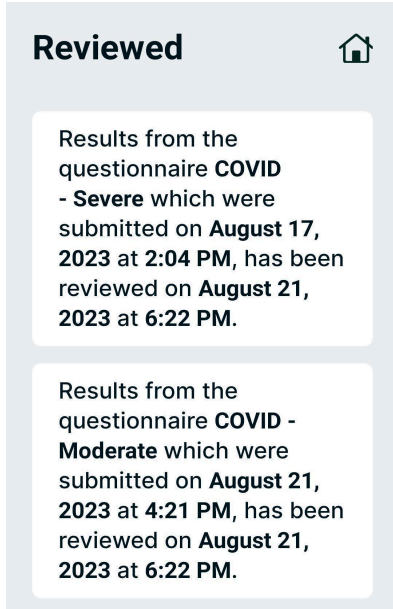 Reviewed
Results from the
questionnaire COVID
- Severe which were
submitted on August 17,
2023 at 2:04 PM, has been
reviewed on August 21,
2023 at 6:22 PM.
Results from the
questionnaire COVID -
Moderate which were
submitted on August 21,
2023 at 4:21 PM, has been
reviewed on August 21,
2023 at 6:22 PM.